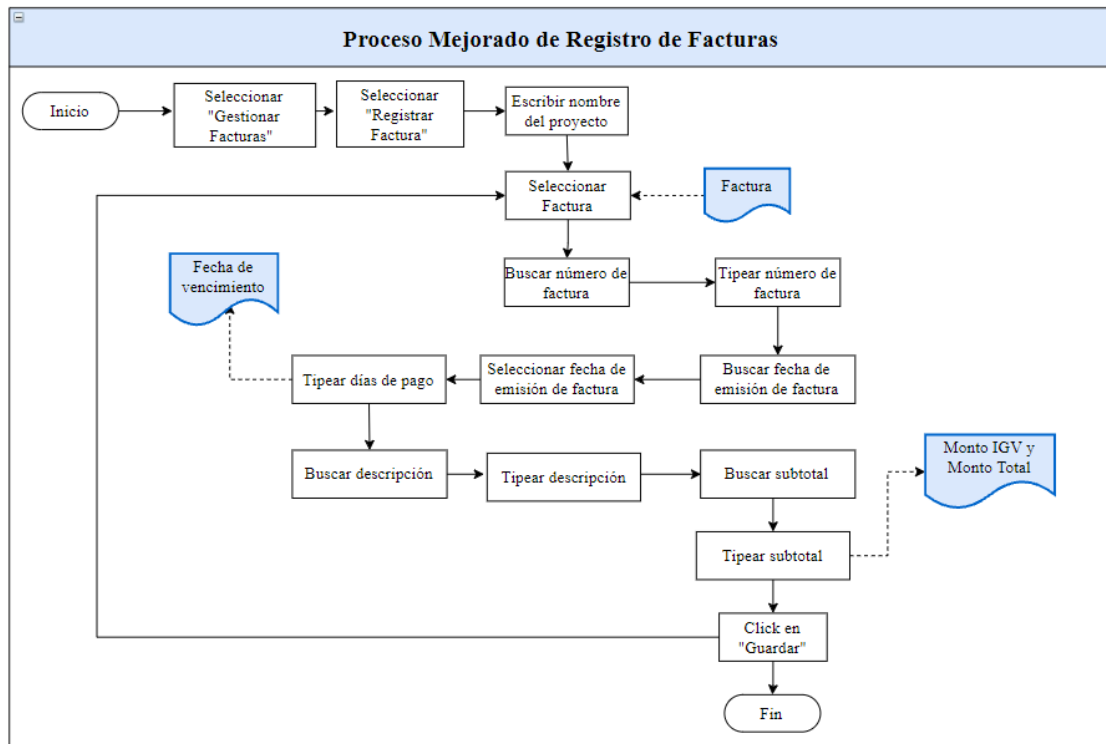 Proceso Mejorado de Registro de Facturas
Inicio
Seleccionar
"Gestionar
Facturas"
Seleccionar
"Registrar
Factura"
Escribir nombre
del proyecto
Seleccionar
Factura
Factura
Buscar número de
factura
Tipear número de
factura
Fecha de
vencimiento
Tipear días de pago
Seleccionar fecha de
emisión de factura
Buscar fecha de
emisión de factura
Buscar descripción
Tipear descripción
Buscar subtotal
Monto IGV y
Monto Total
Tipear subtotal
Click en
"Guardar"
Fin